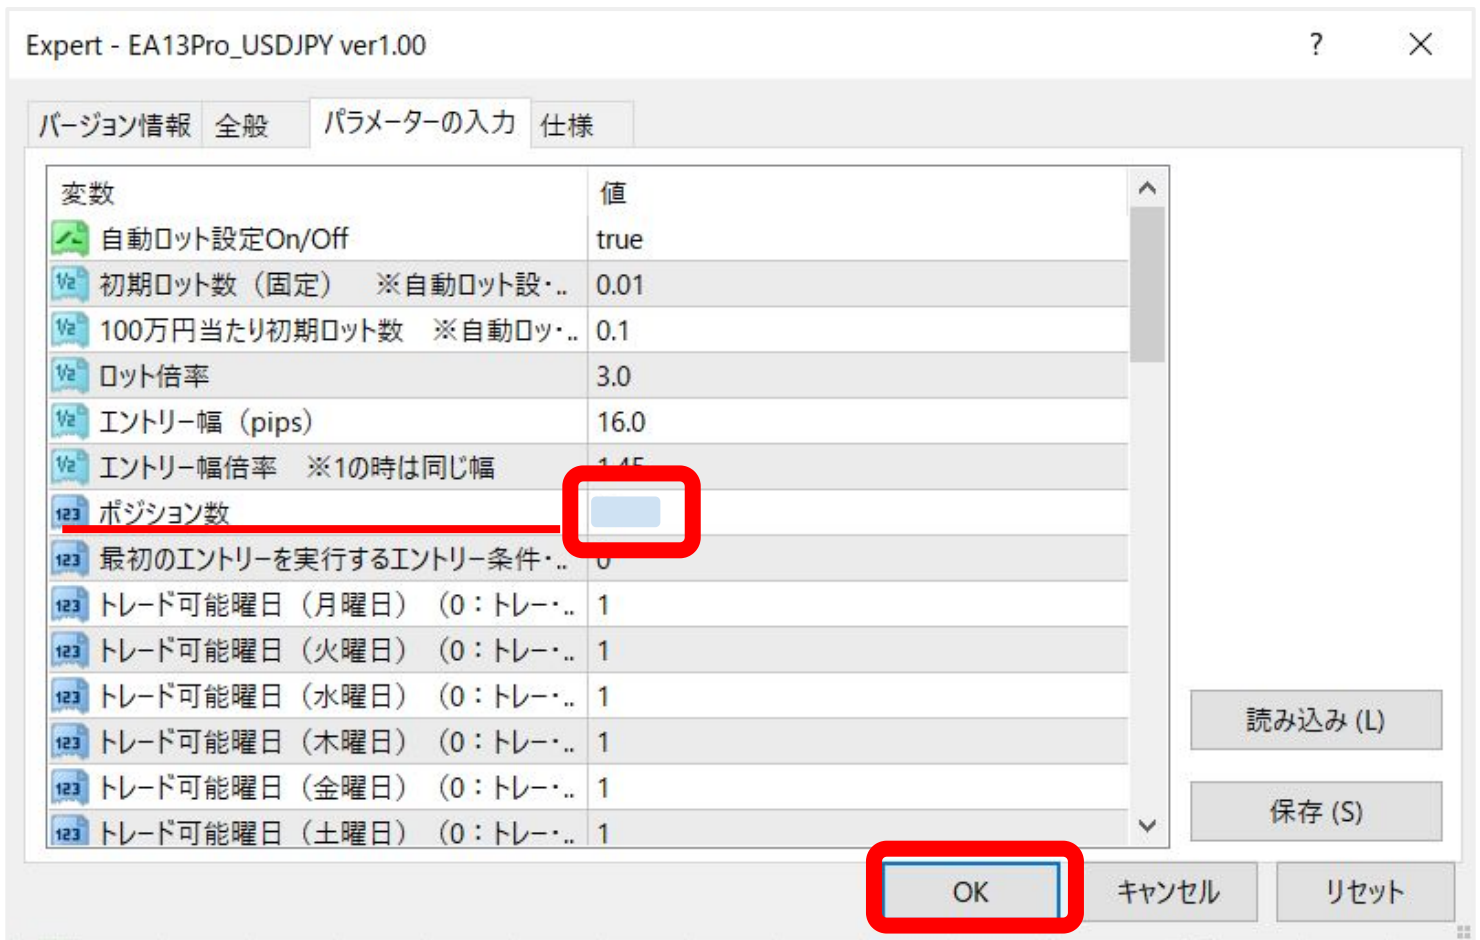 Expert - EA13Pro_USDJPY ver1.00
?
バージョン情報 全般 パラメーターの入力 仕様
変数 値
自動ロット設定On/Off true
初期ロット数（固定）　※自動ロット設・.. 0.01
100万円当たり初期ロット数　※自動ロッ・.. 0.1
ロット倍率 3.0
エントリー幅（pips） 16.0
エントリー幅倍率　※1の時は同じ幅 1.45
ポジション数
最初のエントリーを実行するエントリー条件・.. 0
トレード可能曜日（月曜日）（0：トレー・.. 1
トレード可能曜日（火曜日）（0：トレー・.. 1
トレード可能曜日（水曜日）（0：トレー・.. 1
トレード可能曜日（木曜日）（0：トレー・.. 1
トレード可能曜日（金曜日）（0：トレー・.. 1
トレード可能曜日（土曜日）（0：トレー・.. 1
読み込み (L)
保存 (S)
OK キャンセル リセット